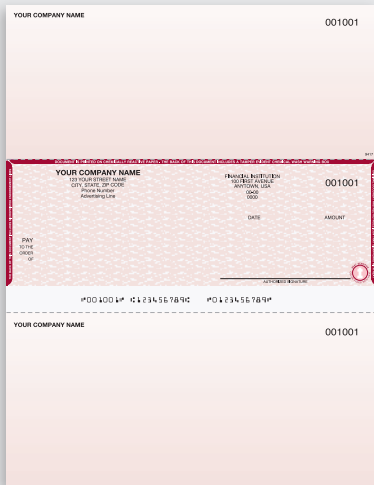 YOUR COMPANY NAME
001001
YOUR COMPANY NAME
123 YOUR STREET NAME
CITY, STATE, ZIP CODE
Phone Number
Advertising Line
FINANCIAL INSTITUTION
100 FIRST AVENUE
ANYTOWN, USA
00-00
0000
001001
DATE AMOUNT
PAY
TO THE
ORDER
OF
AUTHORIZED SIGNATURE
⑈001001⑈ ⑆123456789⑆ ⑈0123456789⑈
YOUR COMPANY NAME
001001